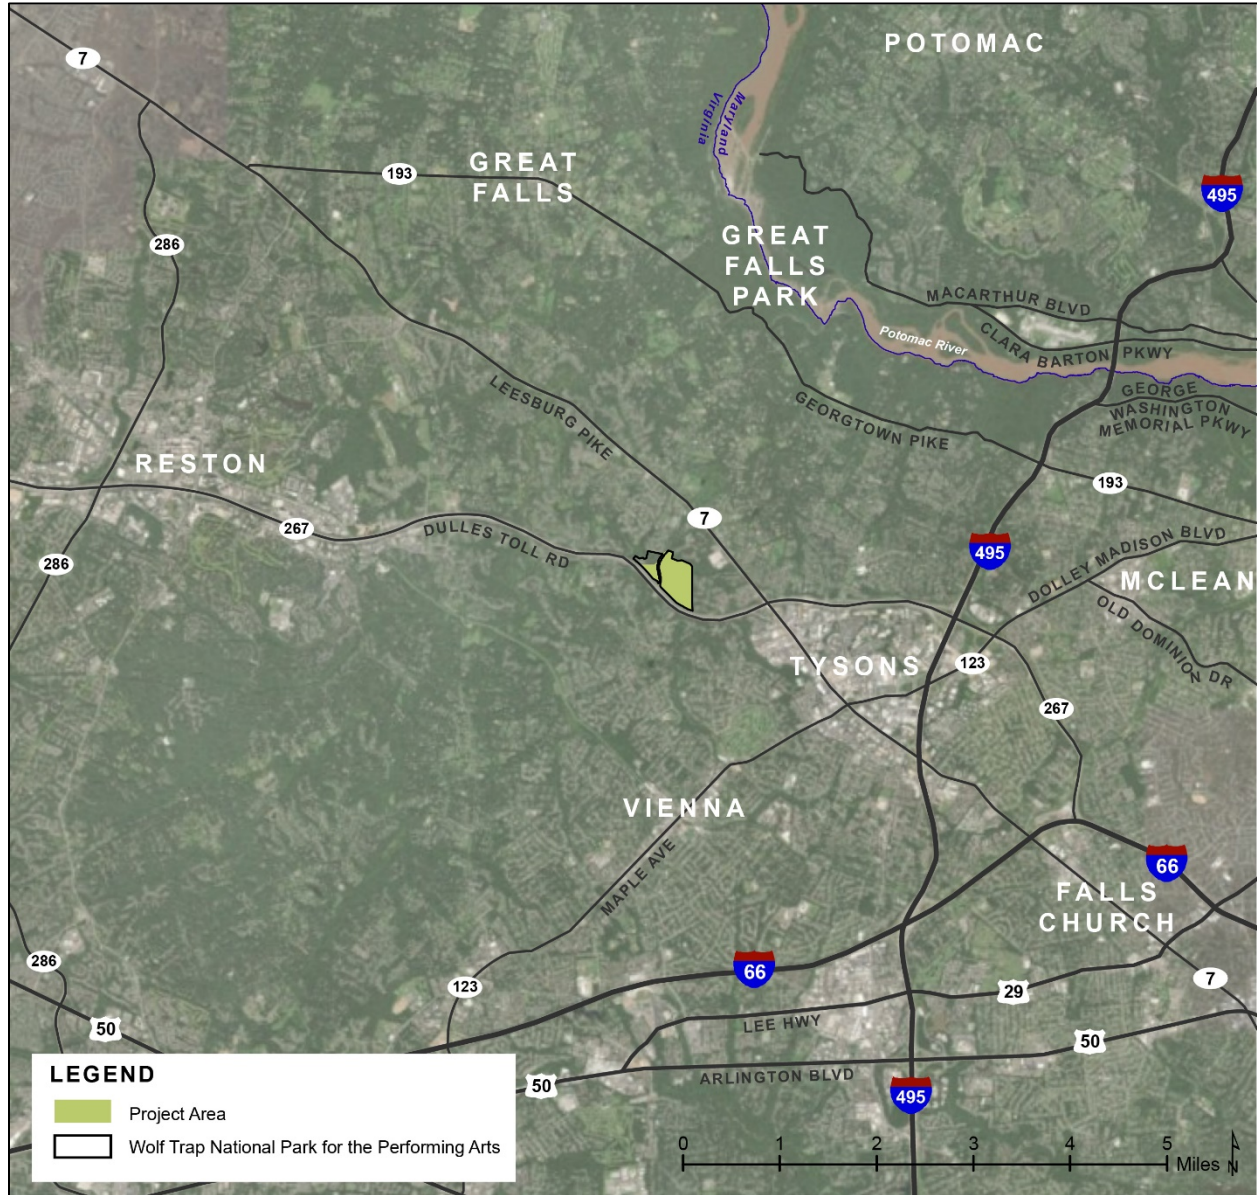 POTOMAC
7
Maryland
Virginia
193
GREAT
FALLS
495
286
GREAT
FALLS
PARK
MACARTHUR BLVD
Potomac River
CLARA BARTON PKWY
GEORGE
WASHINGTON
MEMORIAL PKWY
LEESBURG PIKE
GEORGTOWN PIKE
RESTON
193
7
267
DULLES TOLL RD
495
DOLLEY MADISON BLVD
286
MCLEAN
OLD DOMINION DR
TYSONS
123
267
VIENNA
MAPLE AVE
66
FALLS
CHURCH
286
66
123
7
29
50
LEE HWY
50
ARLINGTON BLVD
50
495
LEGEND
Project Area
Wolf Trap National Park for the Performing Arts
0 1 2 3 4 5
Miles
N